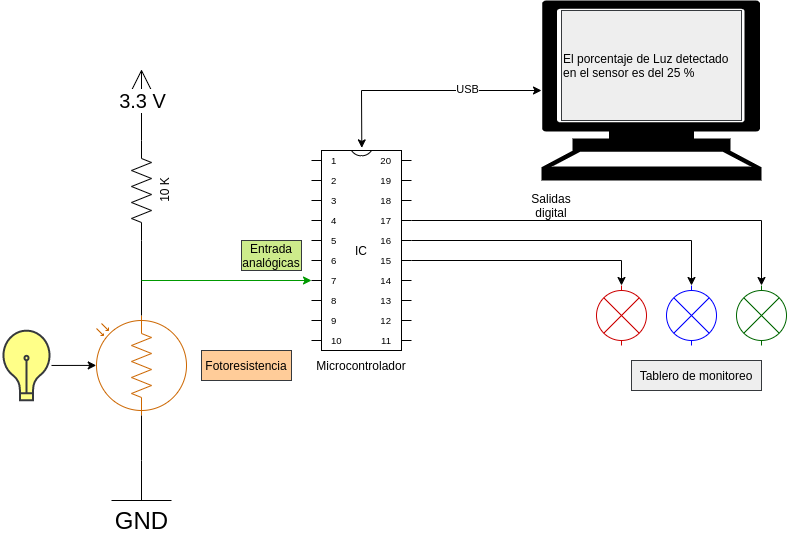 El porcentaje de Luz detectado
en el sensor es del 25 %
USB
3.3 V
10 K
1 20
2 19
3 18
4 17
5 16
6 15
7 14
8 13
9 12
10 11
IC
Microcontrolador
Salidas
digital
Entrada
analógicas
Fotoresistencia
Tablero de monitoreo
GND